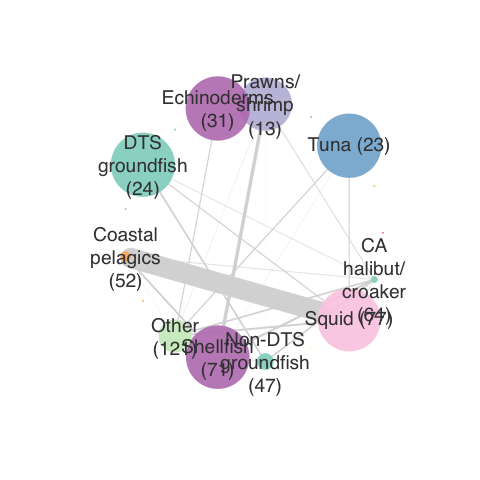 Prawns/
shrimp
(13)
Echinoderms
(31)
Tuna (23)
DTS
groundfish
(24)
Coastal
pelagics
(52)
CA
halibut/
croaker
(64)
Squid (77)
Other
(121)
Shellfish
(71)
Non-DTS
groundfish
(47)